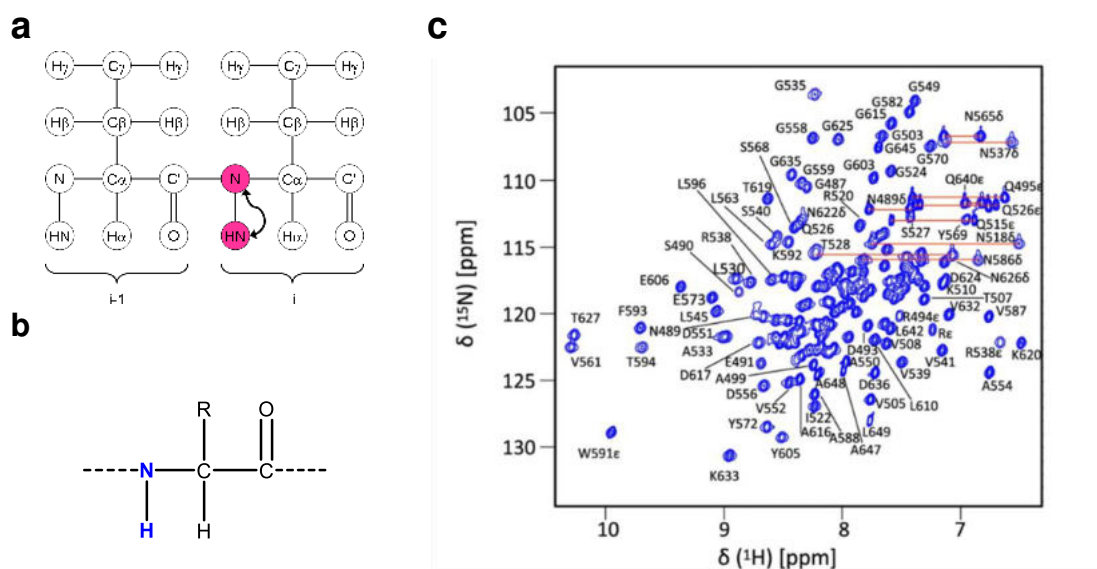 a
Hγ Cγ Hγ Hγ Cγ Hγ
Hβ Cβ Hβ Hβ Cβ Hβ
N Cα C' N Cα C'
HN Hα O HN Hα O
i-1 i
b
R O
N C C
H H
c
G535
G549
G582
G615
N565δ
G558
G625
G503
G645
N537δ
G570
S568
G635
G559
G603
G524
Q640ε
Q495ε
L596
T619
G487
R520
N489δ
Q526ε
L563
S540
N622δ
Q526
S527
Y569
Q515ε
N518δ
R538
K592
T528
N586δ
S490
L530
D624
N626δ
E606
K510
T507
E573
V632
V587
F593
L545
R494ε
Rε
T627
N489
D551
L642
D493
V508
V561
T594
A533
E491
A550
V541
R538ε
K620
D617
A499
V539
A648
D636
A554
D556
V505
L610
V552
I522
Y572
A616
A588
L649
A647
W591ε
Y605
K633
105
110
115
120
125
130
δ (¹⁵N) [ppm]
10 9 8 7
δ (¹H) [ppm]